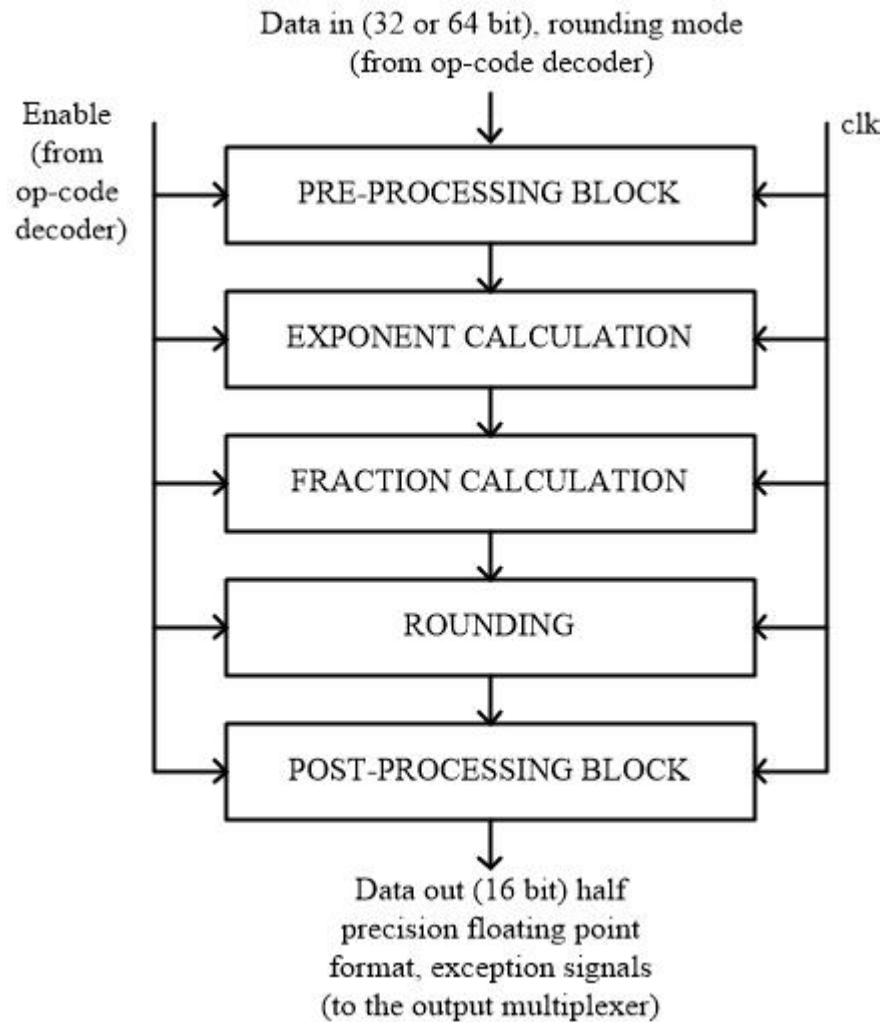 Data in (32 or 64 bit), rounding mode
(from op-code decoder)
Enable
(from
op-code
decoder)
clk
PRE-PROCESSING BLOCK
EXPONENT CALCULATION
FRACTION CALCULATION
ROUNDING
POST-PROCESSING BLOCK
Data out (16 bit) half
precision floating point
format, exception signals
(to the output multiplexer)